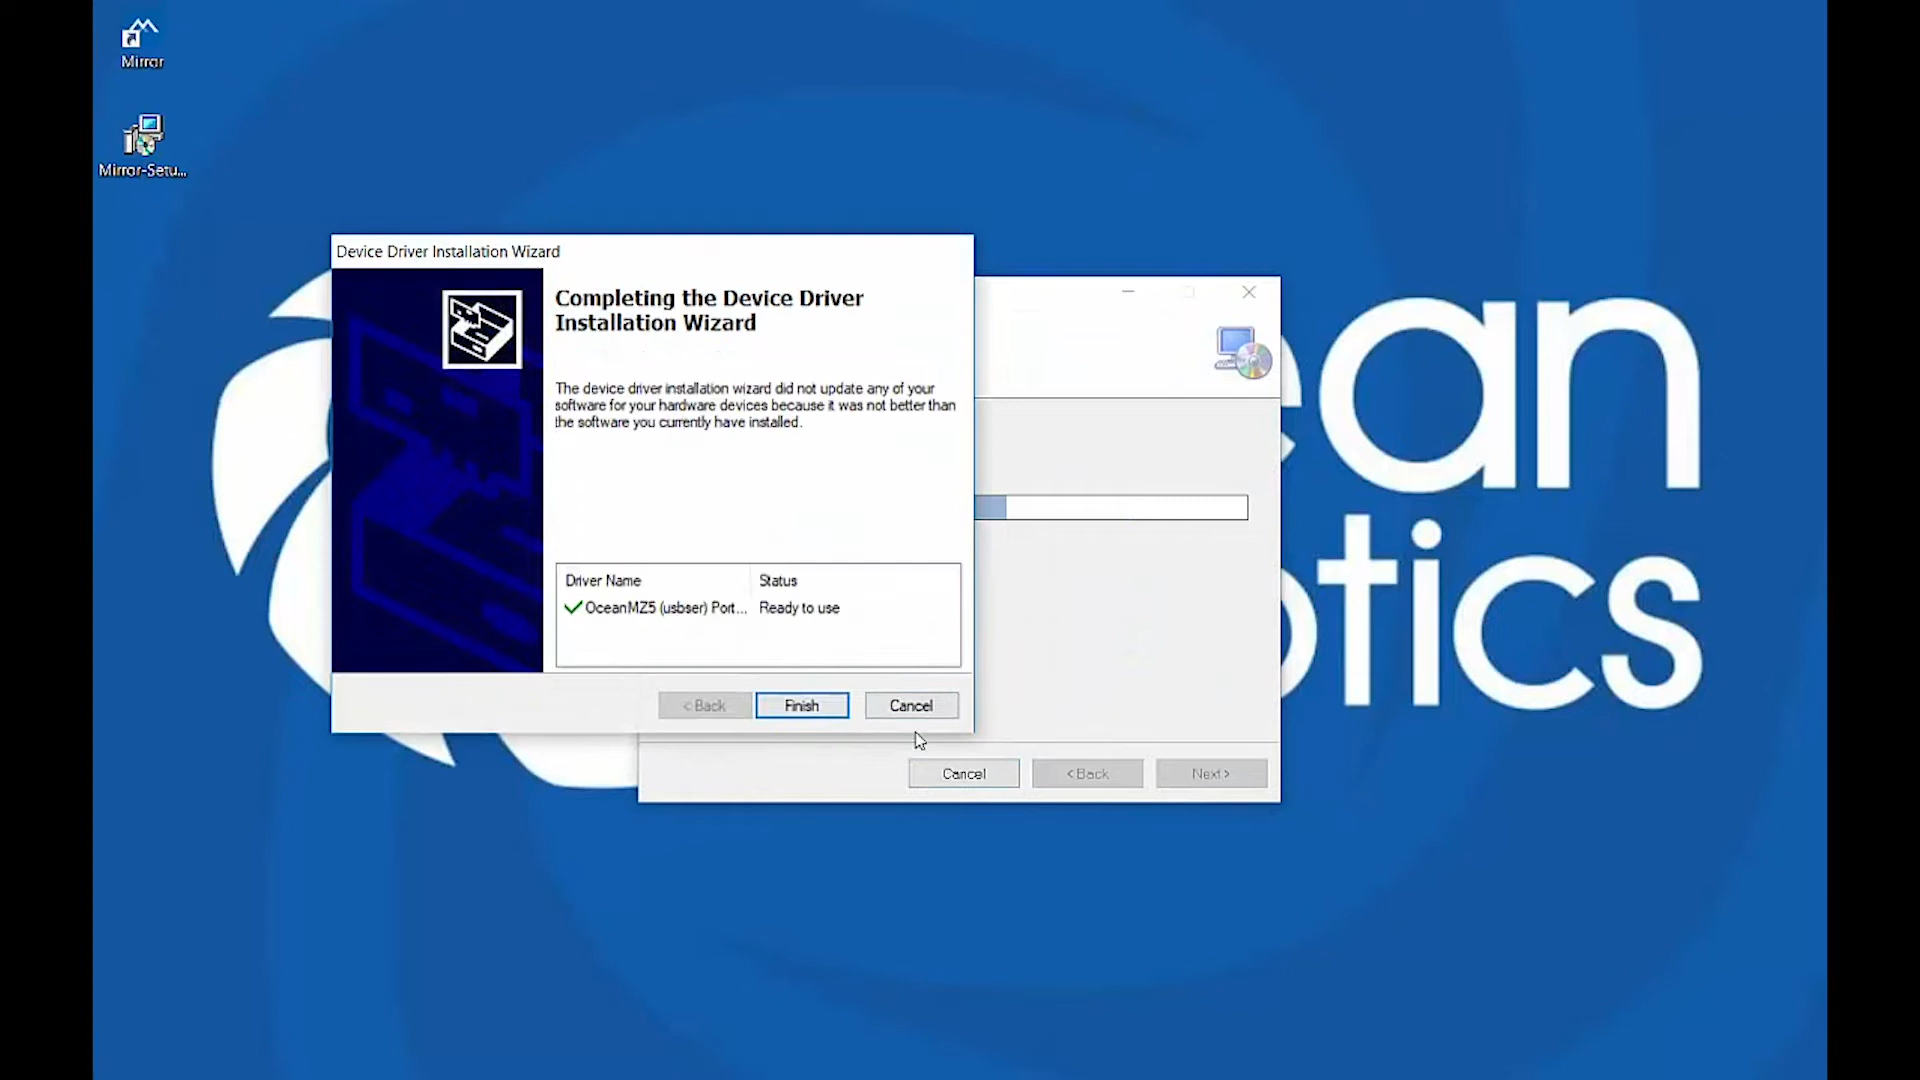 Mirror
Mirror-Setu...
Device Driver Installation Wizard
Completing the Device Driver
Installation Wizard
The device driver installation wizard did not update any of your
software for your hardware devices because it was not better than
the software you currently have installed.
Driver Name Status
OceanMZ5 (usbser) Port... Ready to use
< Back Finish Cancel
Cancel < Back Next >
ean
tics